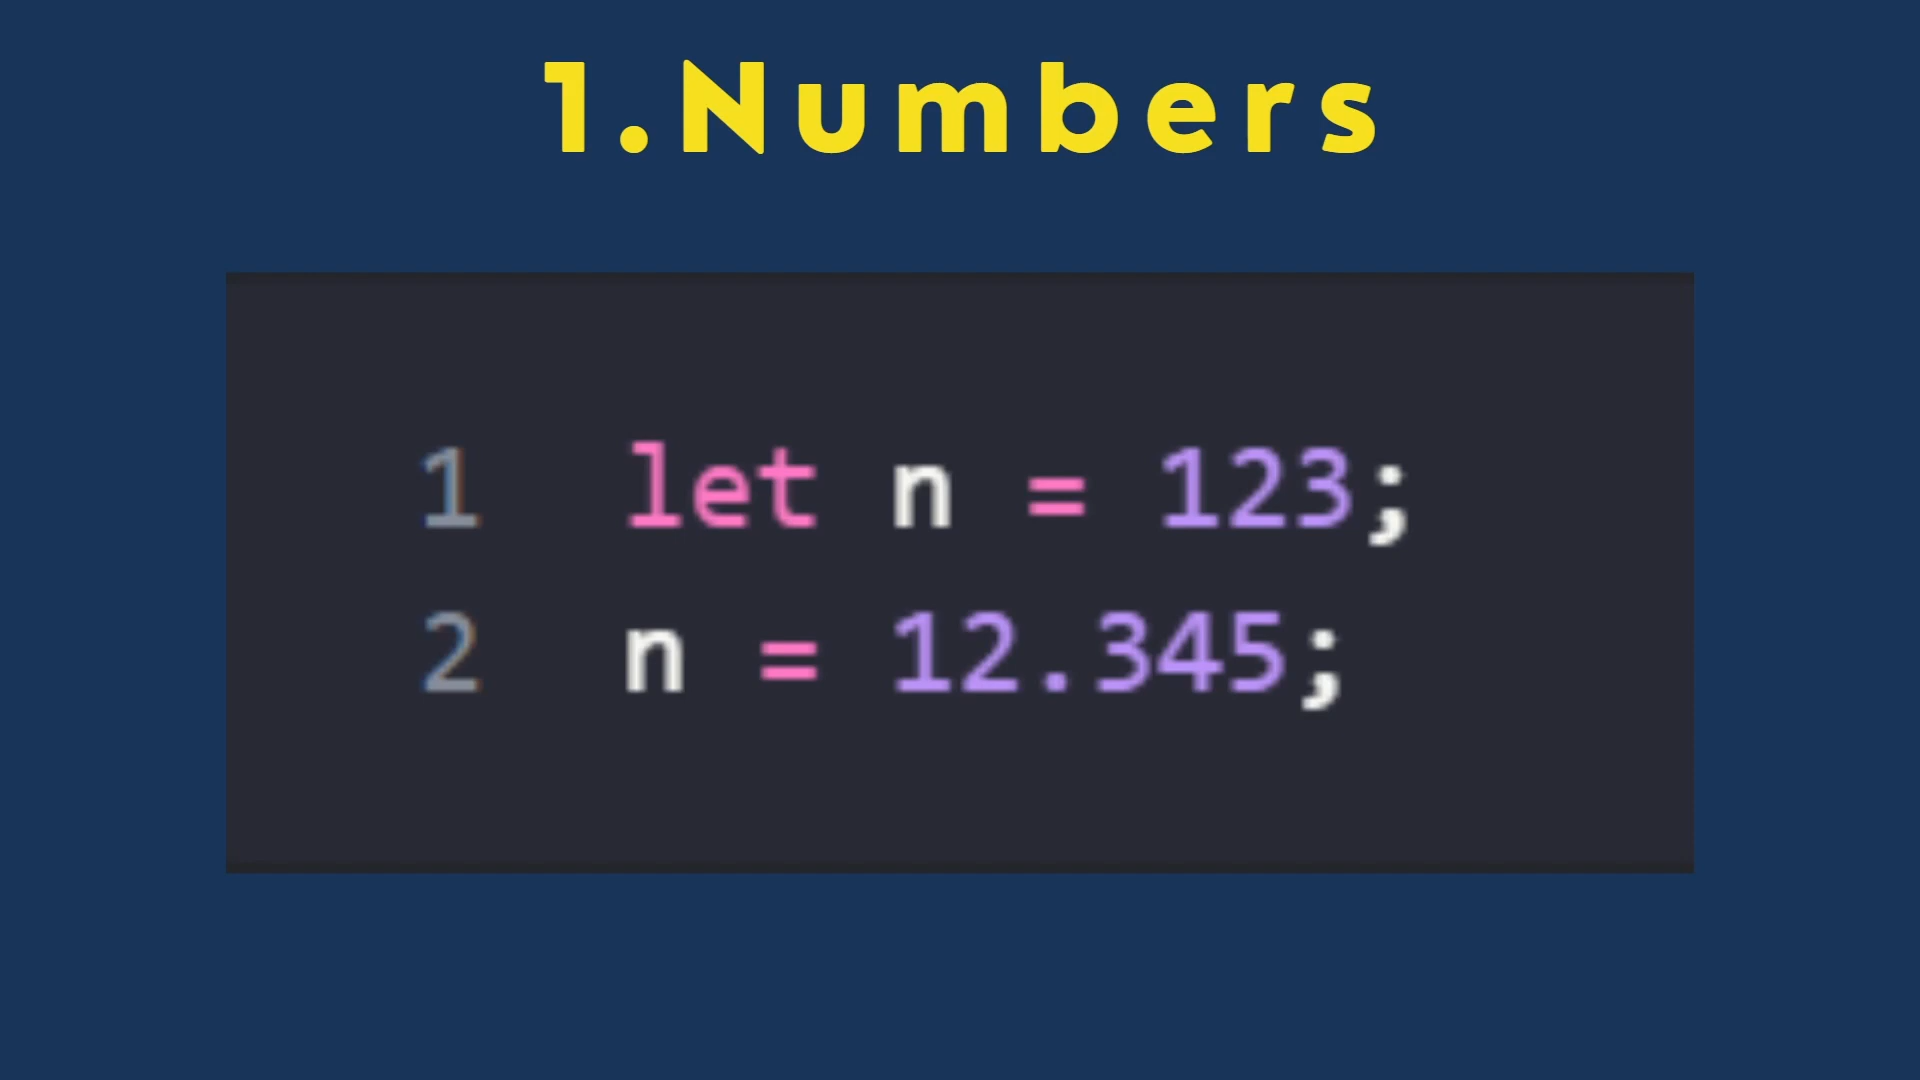 1.Numbers
1 let n = 123;
2 n = 12.345;